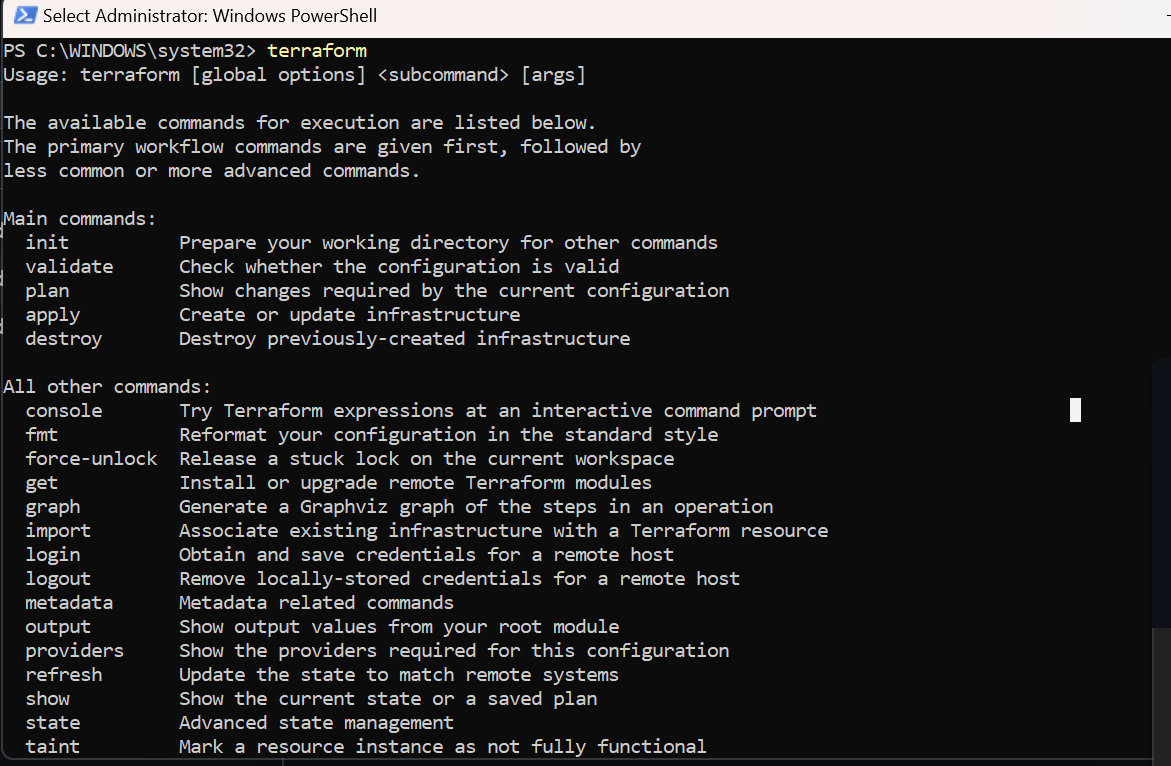 Select Administrator: Windows PowerShell
PS C:\WINDOWS\system32> terraform
Usage: terraform [global options] <subcommand> [args]

The available commands for execution are listed below.
The primary workflow commands are given first, followed by
less common or more advanced commands.

Main commands:
  init          Prepare your working directory for other commands
  validate      Check whether the configuration is valid
  plan          Show changes required by the current configuration
  apply         Create or update infrastructure
  destroy       Destroy previously-created infrastructure

All other commands:
  console       Try Terraform expressions at an interactive command prompt
  fmt           Reformat your configuration in the standard style
  force-unlock  Release a stuck lock on the current workspace
  get           Install or upgrade remote Terraform modules
  graph         Generate a Graphviz graph of the steps in an operation
  import        Associate existing infrastructure with a Terraform resource
  login         Obtain and save credentials for a remote host
  logout        Remove locally-stored credentials for a remote host
  metadata      Metadata related commands
  output        Show output values from your root module
  providers     Show the providers required for this configuration
  refresh       Update the state to match remote systems
  show          Show the current state or a saved plan
  state         Advanced state management
  taint         Mark a resource instance as not fully functional